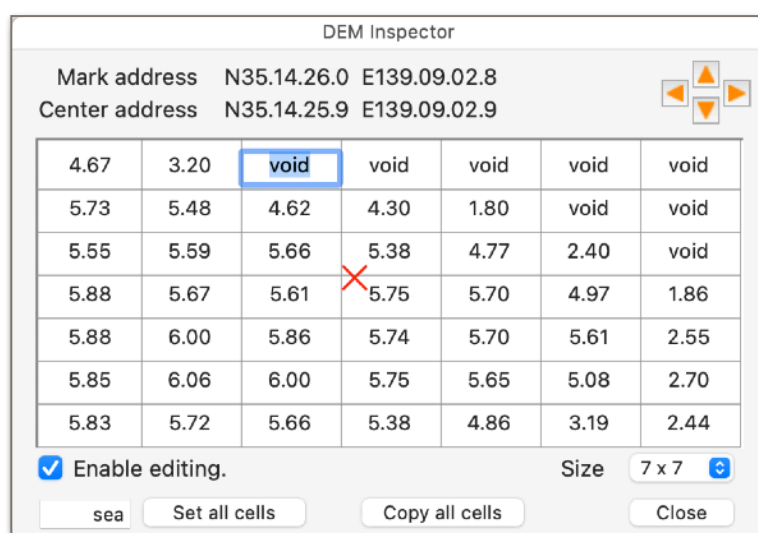 DEM Inspector
Mark address N35.14.26.0 E139.09.02.8
Center address N35.14.25.9 E139.09.02.9
4.67 3.20 void void void void void
5.73 5.48 4.62 4.30 1.80 void void
5.55 5.59 5.66 5.38 4.77 2.40 void
5.88 5.67 5.61 5.75 5.70 4.97 1.86
5.88 6.00 5.86 5.74 5.70 5.61 2.55
5.85 6.06 6.00 5.75 5.65 5.08 2.70
5.83 5.72 5.66 5.38 4.86 3.19 2.44
Enable editing. Size 7 x 7
sea Set all cells Copy all cells Close